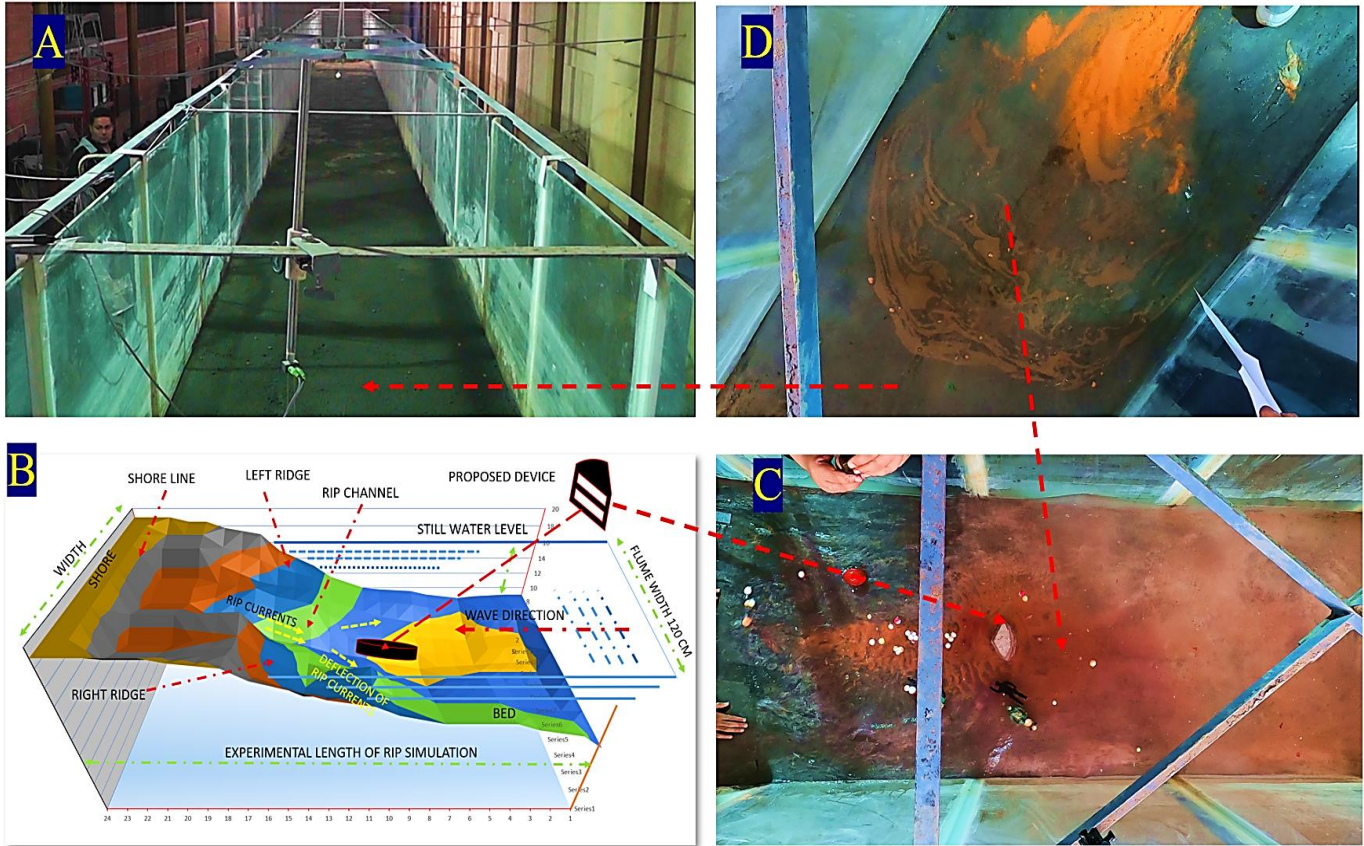 A
D
B
SHORE LINE
LEFT RIDGE
RIP CHANNEL
PROPOSED DEVICE
STILL WATER LEVEL
WIDTH
SHORE
RIP CURRENTS
WAVE DIRECTION
FLUME WIDTH 120 CM
DEFLECTION OF
RIP CURRENTS
RIGHT RIDGE
BED
EXPERIMENTAL LENGTH OF RIP SIMULATION
20
18
16
14
12
10
8
Series6
Series5
Series4
Series3
Series2
Series1
24 23 22 21 20 19 18 17 16 15 14 13 12 11 10 9 8 7 6 5 4 3 2 1
C